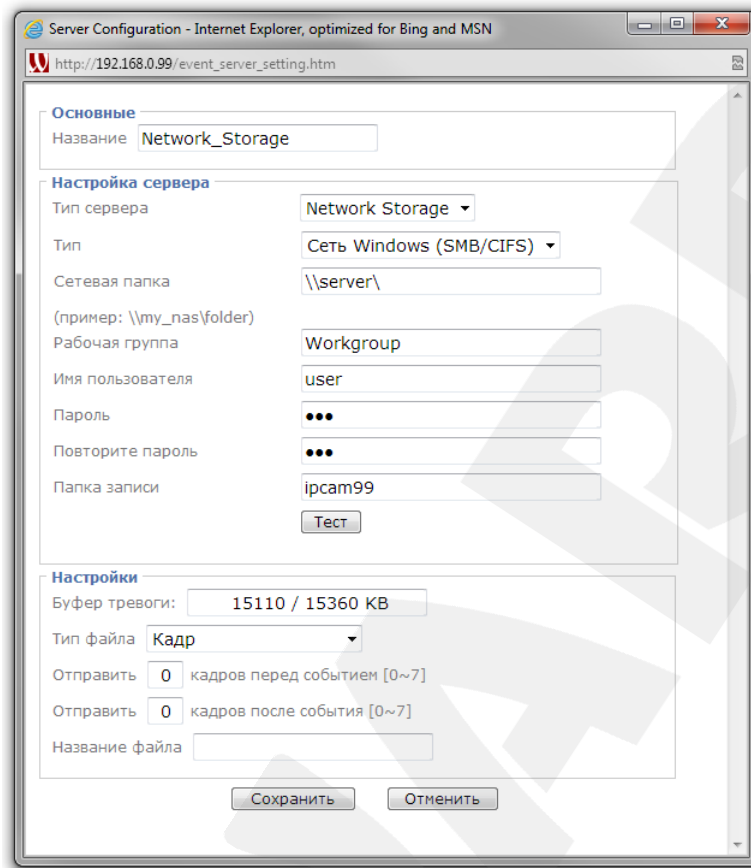 Server Configuration - Internet Explorer, optimized for Bing and MSN
http://192.168.0.99/event_server_setting.htm
Основные
Название Network_Storage
Настройка сервера
Тип сервера Network Storage
Тип Сеть Windows (SMB/CIFS)
Сетевая папка \\server\
(пример: \\my_nas\folder)
Рабочая группа Workgroup
Имя пользователя user
Пароль •••
Повторите пароль •••
Папка записи ipcam99
Тест
Настройки
Буфер тревоги: 15110 / 15360 KB
Тип файла Кадр
Отправить 0 кадров перед событием [0~7]
Отправить 0 кадров после события [0~7]
Название файла
Сохранить Отменить